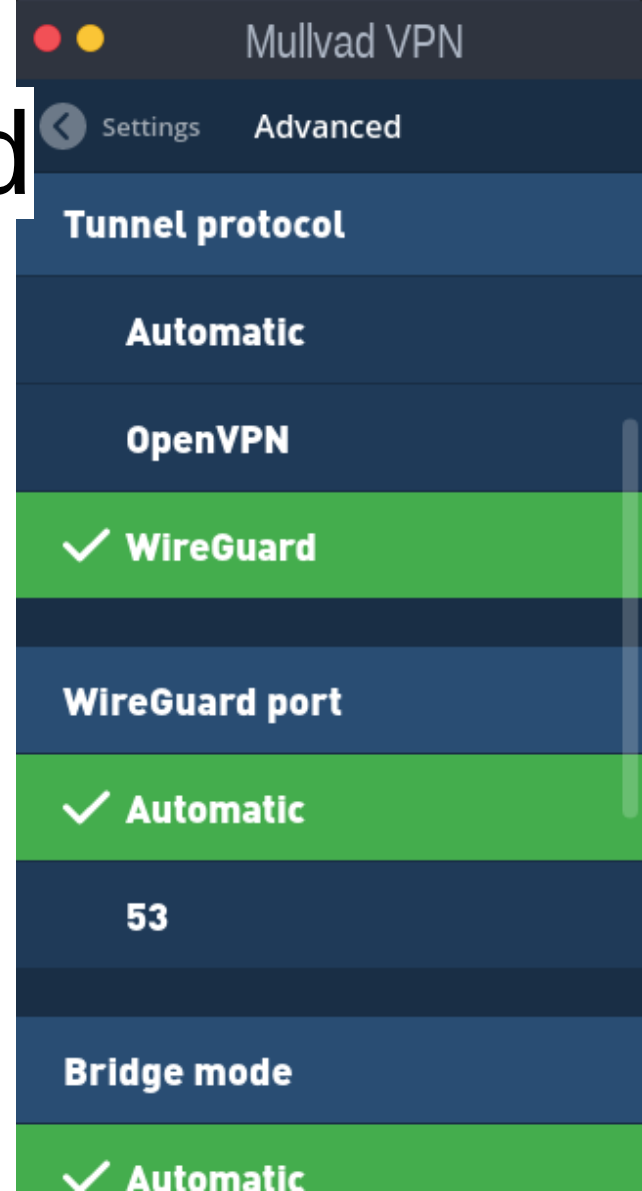 Mullvad VPN
d
Settings Advanced
Tunnel protocol
Automatic
OpenVPN
WireGuard
WireGuard port
Automatic
53
Bridge mode
Automatic